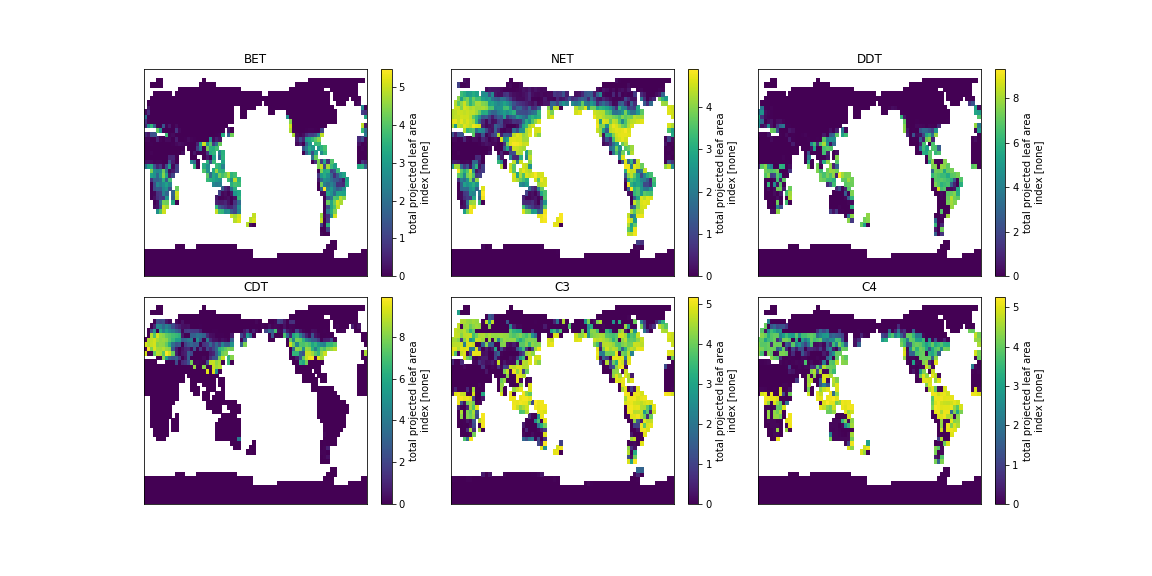 BET
5
4
3
2
1
0
total projected leaf area
index [none]
NET
4
3
2
1
0
total projected leaf area
index [none]
DDT
8
6
4
2
0
total projected leaf area
index [none]
CDT
8
6
4
2
0
total projected leaf area
index [none]
C3
5
4
3
2
1
0
total projected leaf area
index [none]
C4
5
4
3
2
1
0
total projected leaf area
index [none]